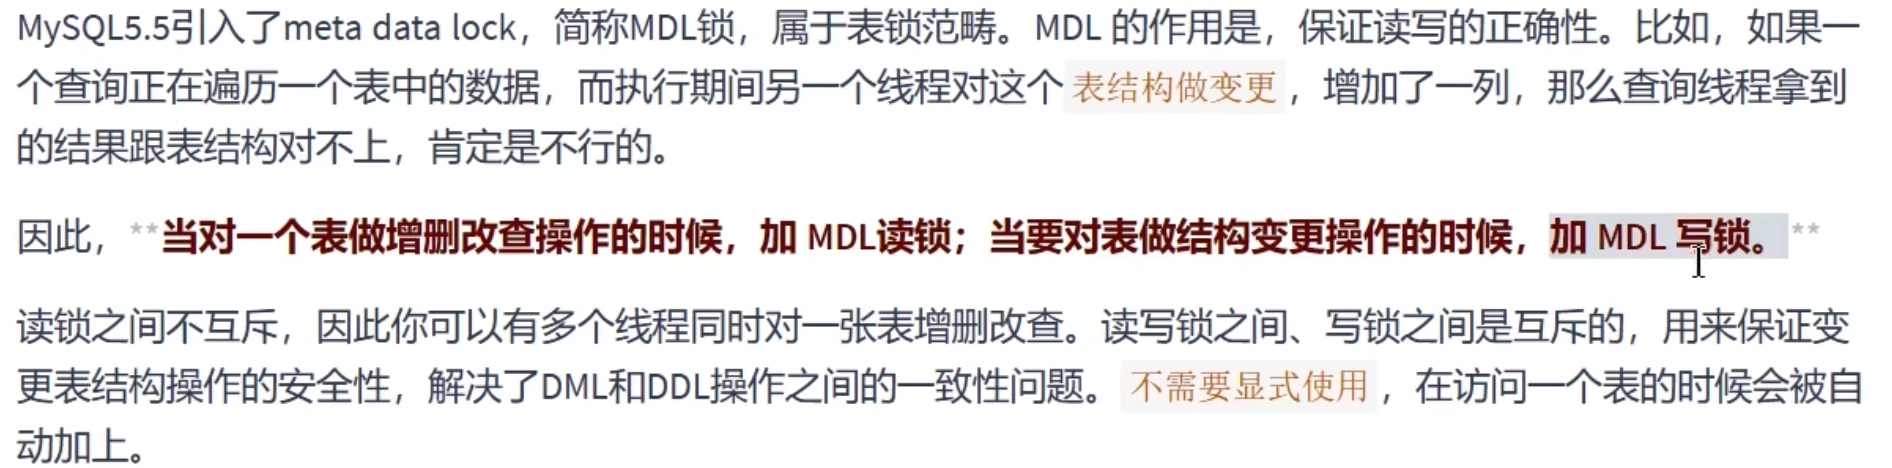 MySQL5.5引入了meta data lock，简称MDL锁，属于表锁范畴。MDL 的作用是，保证读写的正确性。比如，如果一
个查询正在遍历一个表中的数据，而执行期间另一个线程对这个 表结构做变更 ，增加了一列，那么查询线程拿到
的结果跟表结构对不上，肯定是不行的。
因此，**当对一个表做增删改查操作的时候，加 MDL读锁；当要对表做结构变更操作的时候，加 MDL 写锁。**
读锁之间不互斥，因此你可以有多个线程同时对一张表增删改查。读写锁之间、写锁之间是互斥的，用来保证变
更表结构操作的安全性，解决了DML和DDL操作之间的一致性问题。 不需要显式使用 ，在访问一个表的时候会被自
动加上。